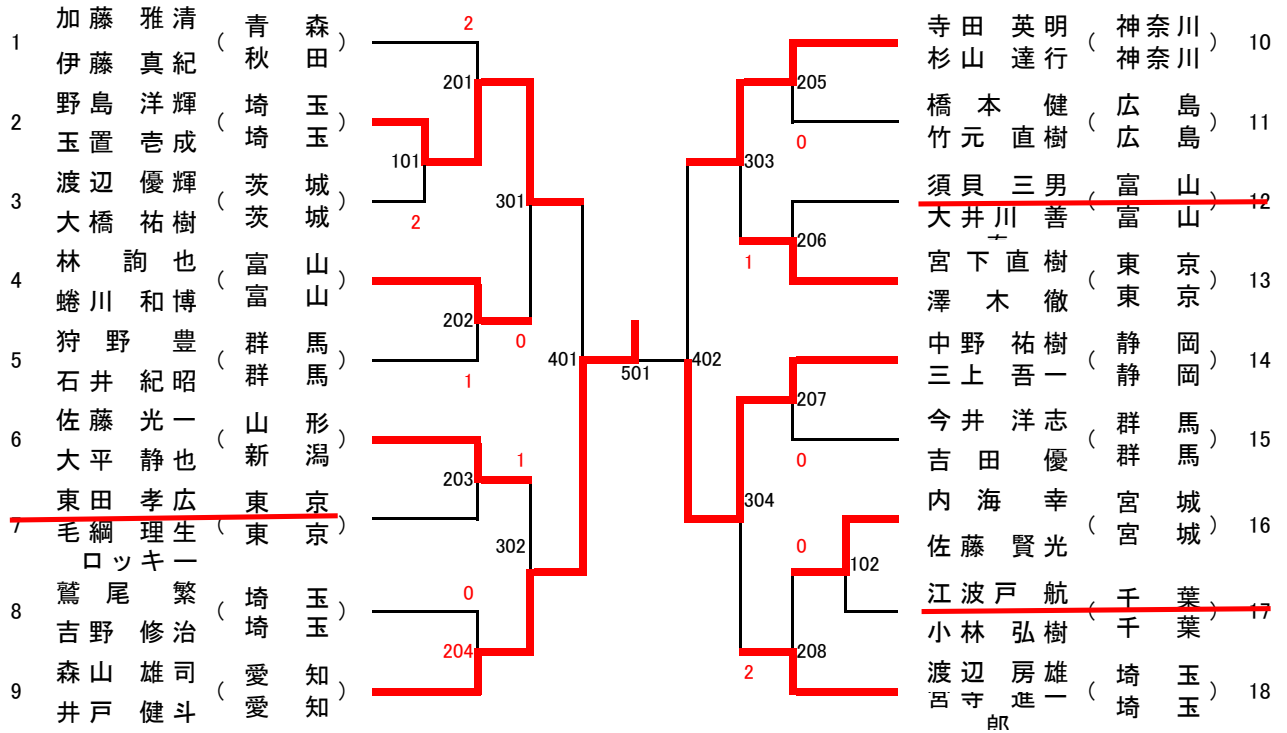 加藤 雅清 (青森
1
伊藤 真紀 秋田)
野島洋輝 (埼玉
2
玉置壱成 埼玉)
渡辺優輝 (茨城
3
大橋祐樹 茨城)
林 詢也 (富山
4
蜷川和博 富山)
狩野 豊 (群馬
5
石井紀昭 群馬)
佐藤光一 (山形
6
大平静也 新潟)
東田孝広 (東京
7
毛綱理生 東京)
ロッキー
鷲尾 繁 (埼玉
8
吉野修治 埼玉)
森山雄司 (愛知
9
井戸健斗 愛知)
2
201
101
2
301
202
0
1
401
501
1
203
302
0
204
402
205
0
303
206
1
207
0
304
0
102
208
2
寺田英明 (神奈川
10
杉山達行 神奈川)
橋本 健 (広島
11
竹元直樹 広島)
須貝三男 (富山
12
大井川善 富山)
宮下直樹 (東京
13
澤木 徹 東京)
中野祐樹 (静岡
14
三上吾一 静岡)
今井洋志 (群馬
15
吉田 優 群馬)
内海 幸 (宮城
16
佐藤賢光 宮城)
江波戸 航 (千葉
17
小林弘樹 千葉)
渡辺房雄 (埼玉
18
宮寺進一 埼玉)
郎